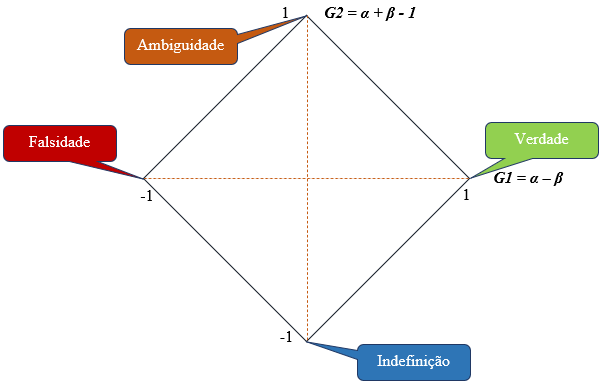 1
G2 = α + β - 1
Ambiguidade
Falsidade
Verdade
G1 = α – β
-1
1
-1
Indefinição